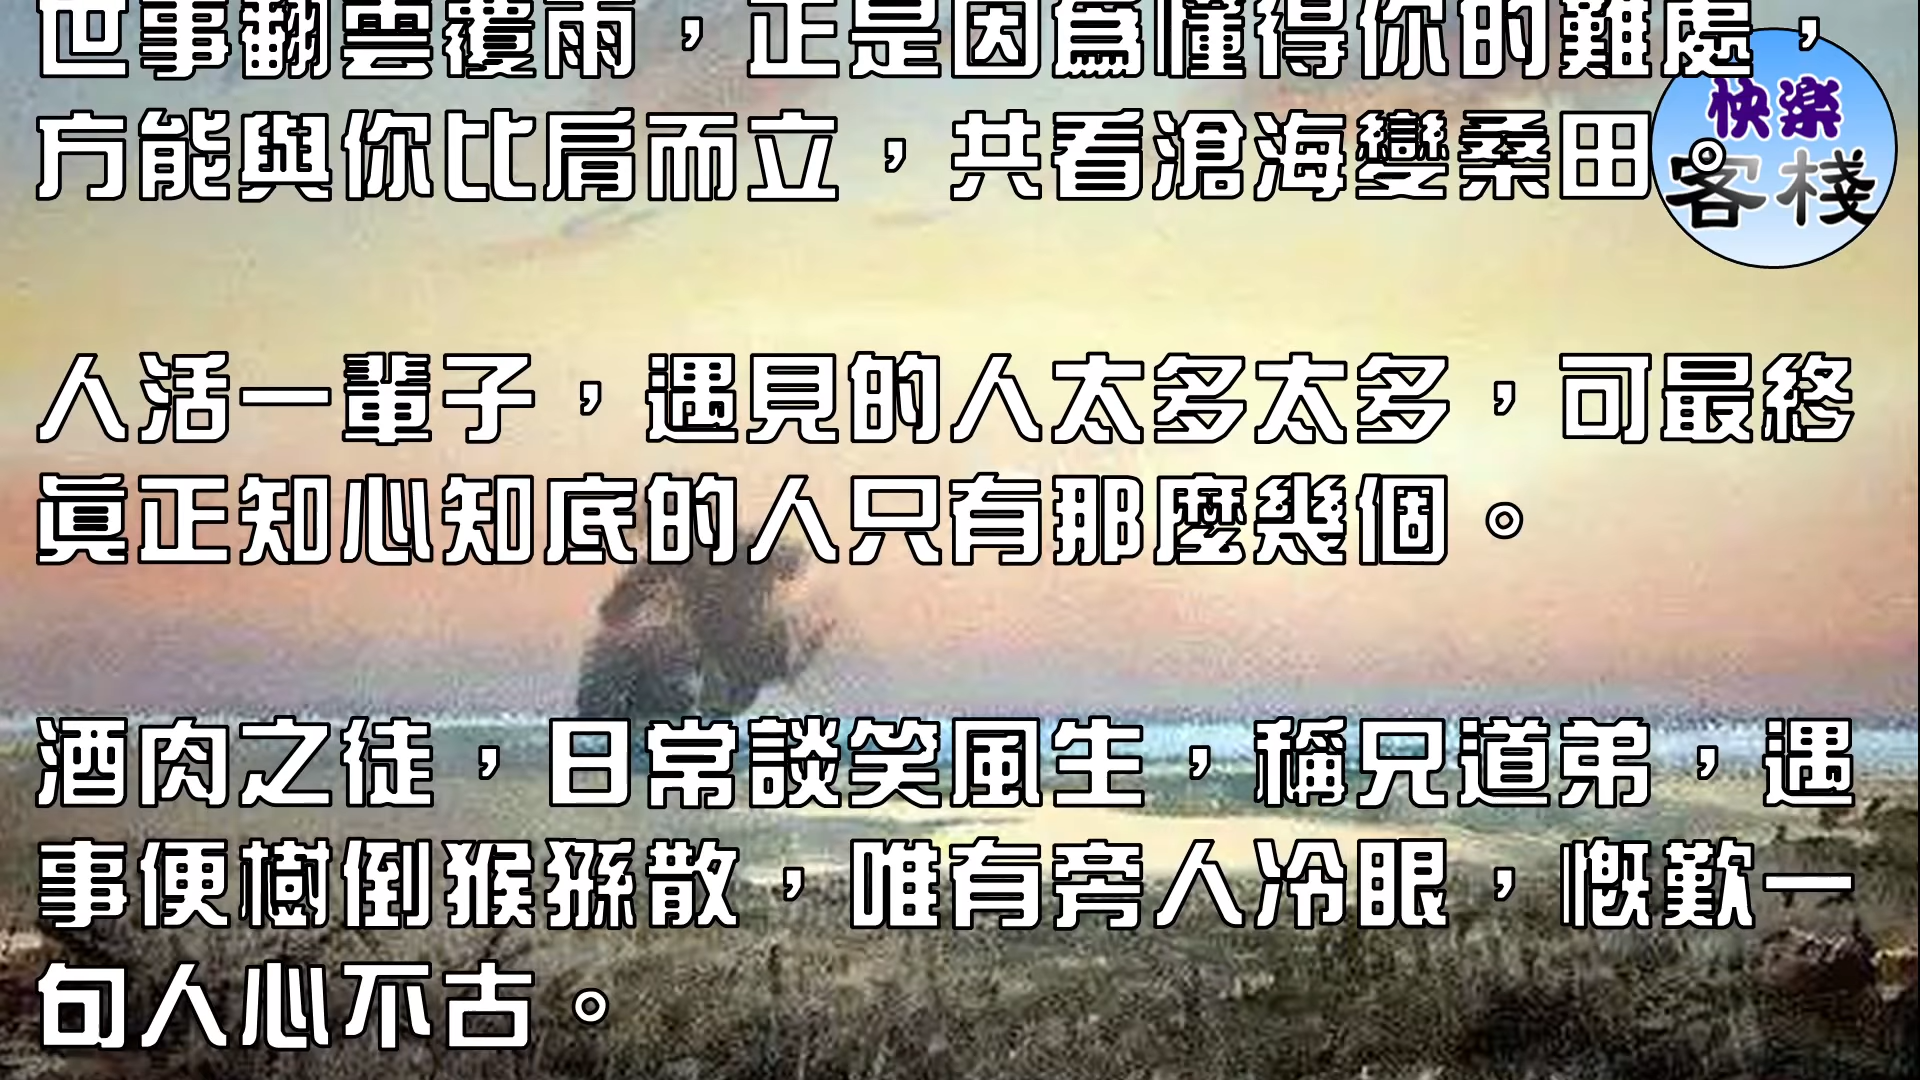 世事翻雲覆雨，正是因爲懂得你的難處，
方能與你比肩而立，共看滄海變桑田。
快樂
客棧
人活一輩子，遇見的人太多太多，可最終
眞正知心知底的人只有那麼幾個。
酒肉之徒，日常談笑風生，稱兄道弟，遇
事便樹倒猴猻散，唯有旁人冷眼，慨歎一
句人心不古。